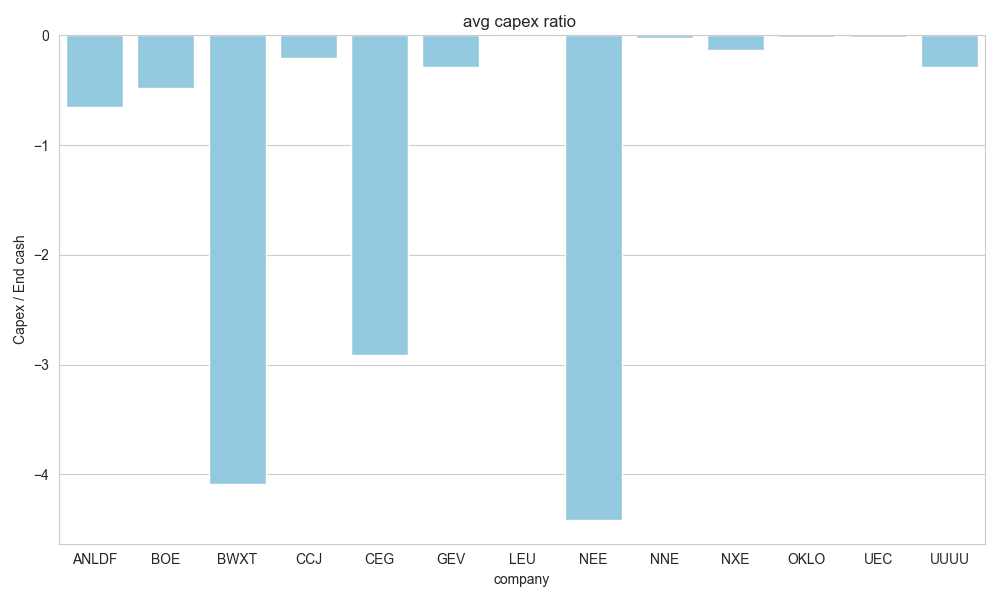 avg capex ratio
0
−1
−2
−3
−4
Capex / End cash
ANLDF BOE BWXT CCJ CEG GEV LEU NEE NNE NXE OKLO UEC UUUU
company